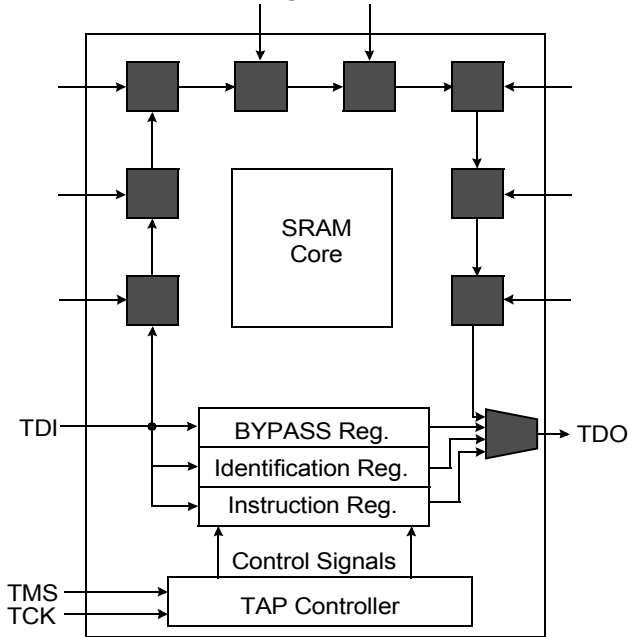 SRAM
Core
TDI
BYPASS Reg.
TDO
Identification Reg.
Instruction Reg.
Control Signals
TMS
TCK
TAP Controller